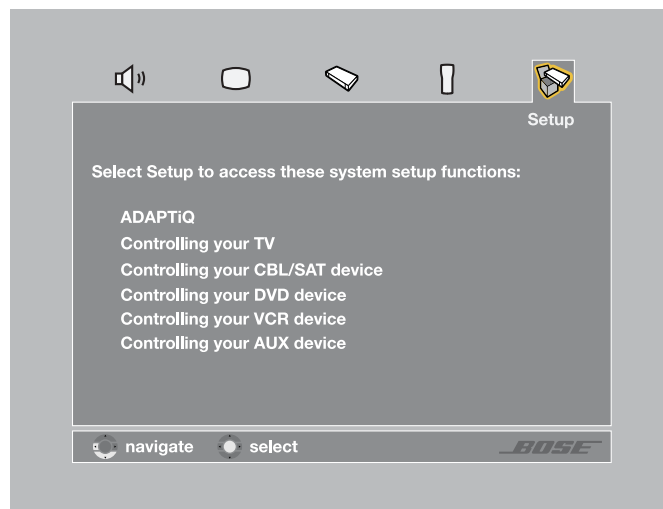 Setup
Select Setup to access these system setup functions:
ADAPTiQ
Controlling your TV
Controlling your CBL/SAT device
Controlling your DVD device
Controlling your VCR device
Controlling your AUX device
navigate select BOSE